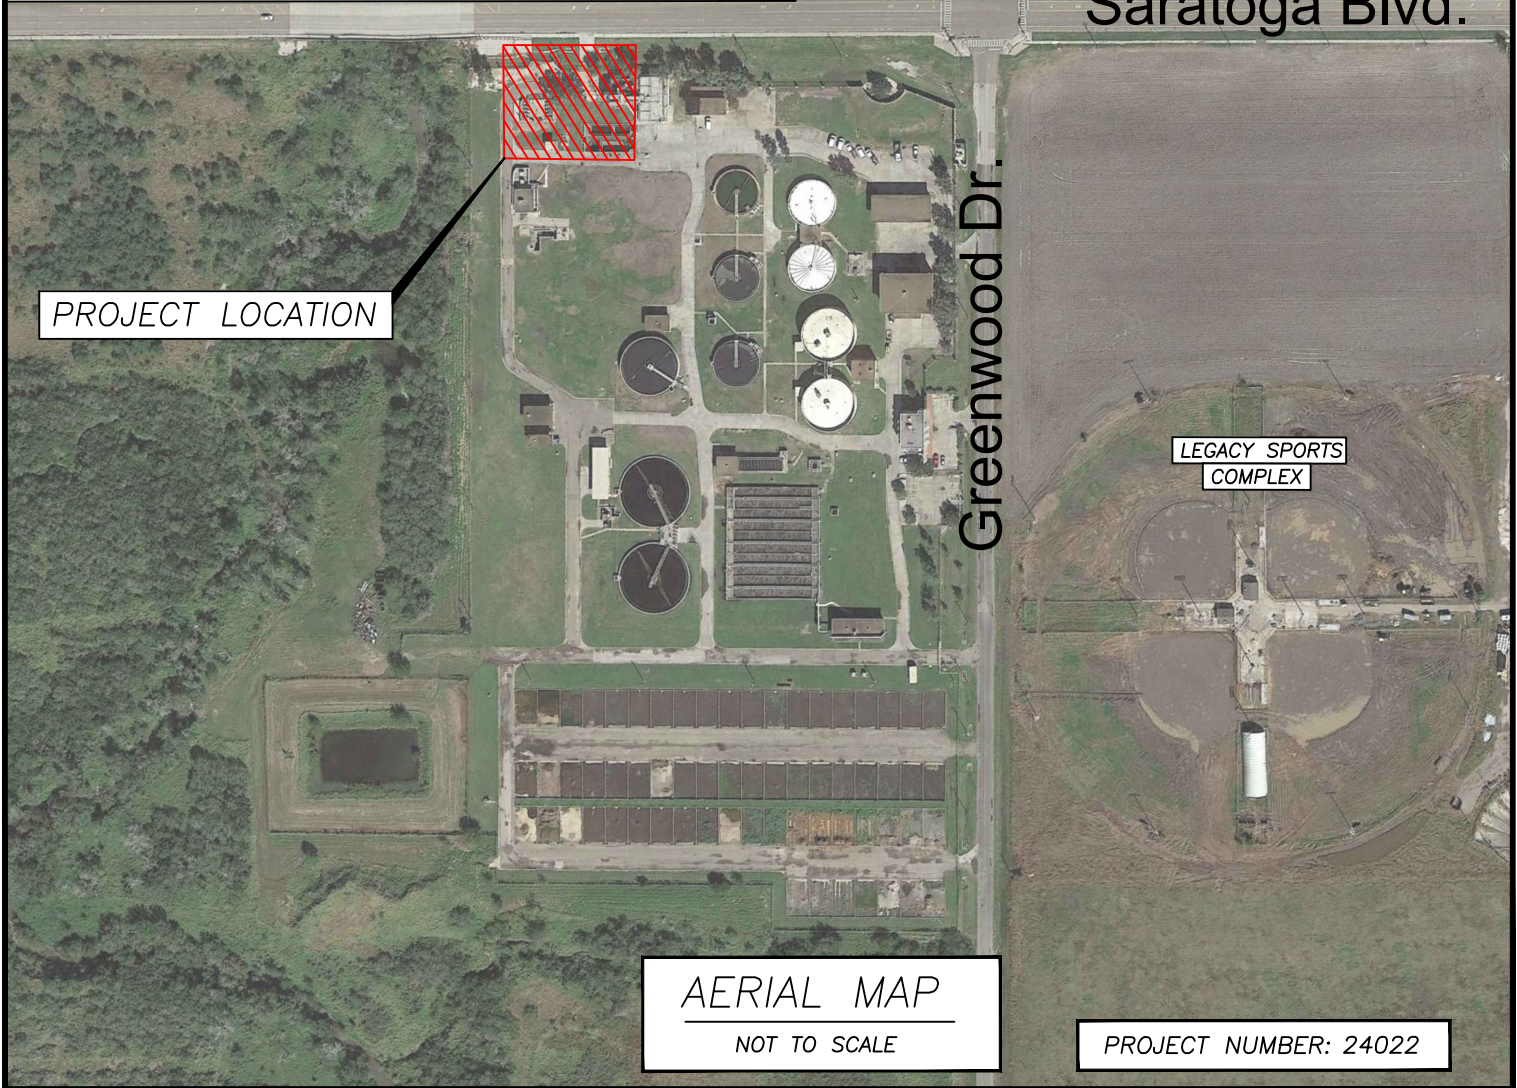 Saratoga Blvd.
Greenwood Dr.
PROJECT LOCATION
LEGACY SPORTS
COMPLEX
AERIAL MAP
NOT TO SCALE
PROJECT NUMBER: 24022